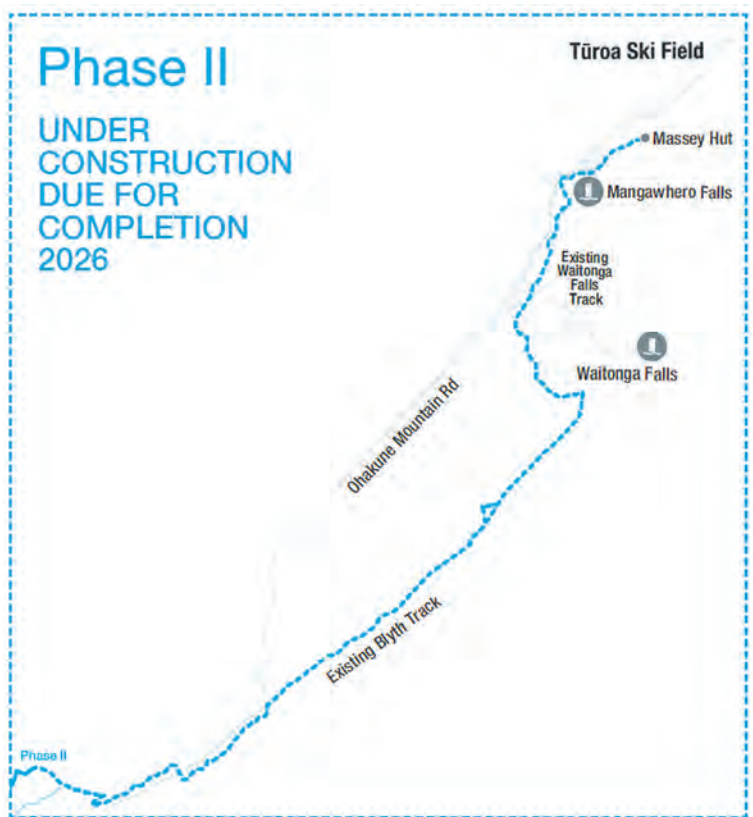 Phase II
UNDER
CONSTRUCTION
DUE FOR
COMPLETION
2026
Tūroa Ski Field
Massey Hut
Mangawhero Falls
Existing
Waitonga
Falls
Track
Waitonga Falls
Ohakune Mountain Rd
Existing Blyth Track
Phase II